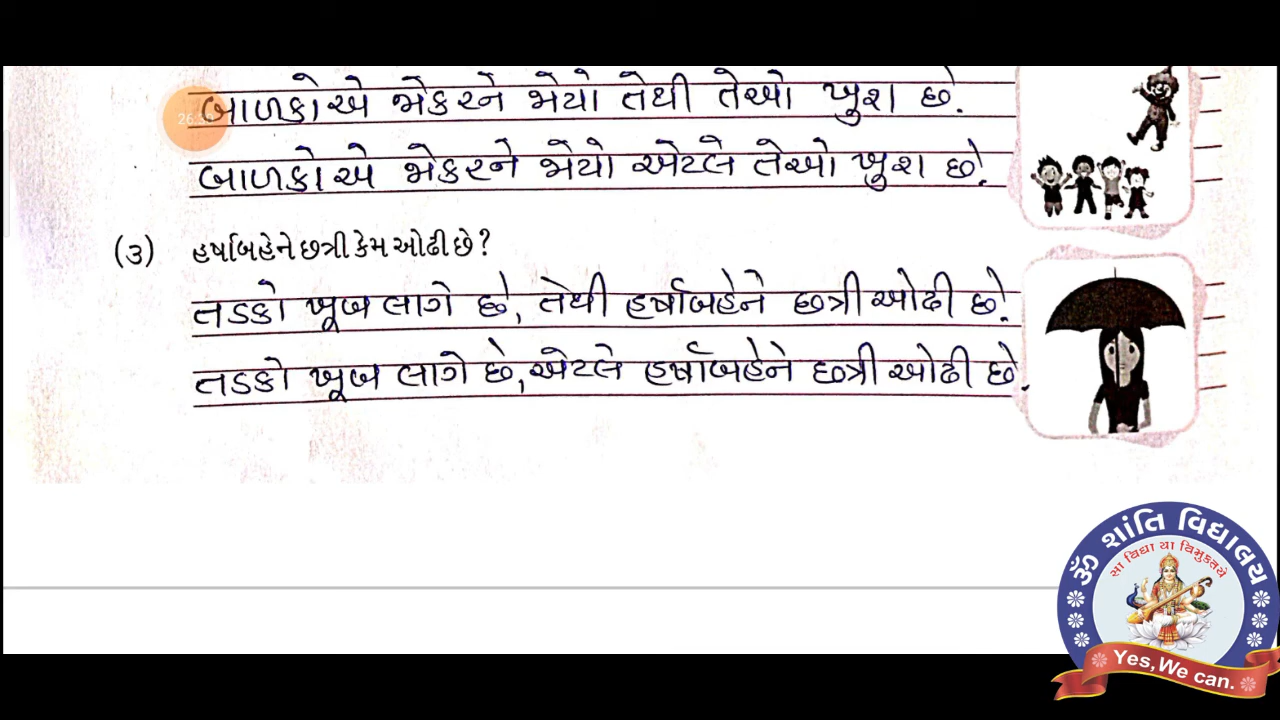 બાળકોએ જોકરને જોયો તેથી તેઓ ખુશ છે.
બાળકોએ જોકરને જોયો એટલે તેઓ ખુશ છે.
(૩) હર્ષાબહેને છત્રી કેમ ઓઢી છે?
તડકો ખૂબ લાગે છે, તેથી હર્ષાબહેને છત્રી ઓઢી છે.
તડકો ખૂબ લાગે છે, એટલે હર્ષાબહેને છત્રી ઓઢી છે.
ૐ શાંતિ વિદ્યાલય
સા વિદ્યા યા વિમુક્તયે
Yes, We can.